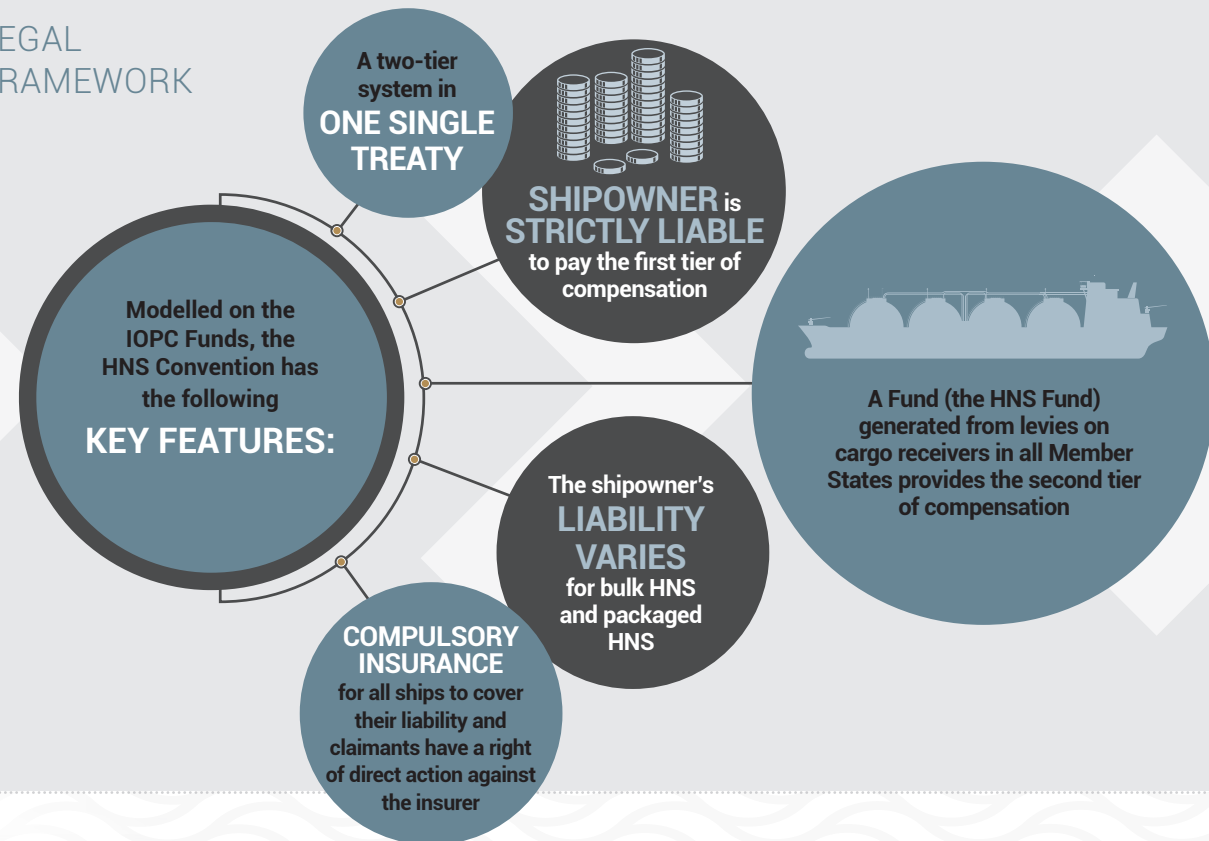 EGAL
RAMEWORK
A two-tier
system in
ONE SINGLE
TREATY
SHIPOWNER is
STRICTLY LIABLE
to pay the first tier of
compensation
Modelled on the
IOPC Funds, the
HNS Convention has
the following
KEY FEATURES:
A Fund (the HNS Fund)
generated from levies on
cargo receivers in all Member
States provides the second tier
of compensation
The shipowner's
LIABILITY
VARIES
for bulk HNS
and packaged
HNS
COMPULSORY
INSURANCE
for all ships to cover
their liability and
claimants have a right
of direct action against
the insurer